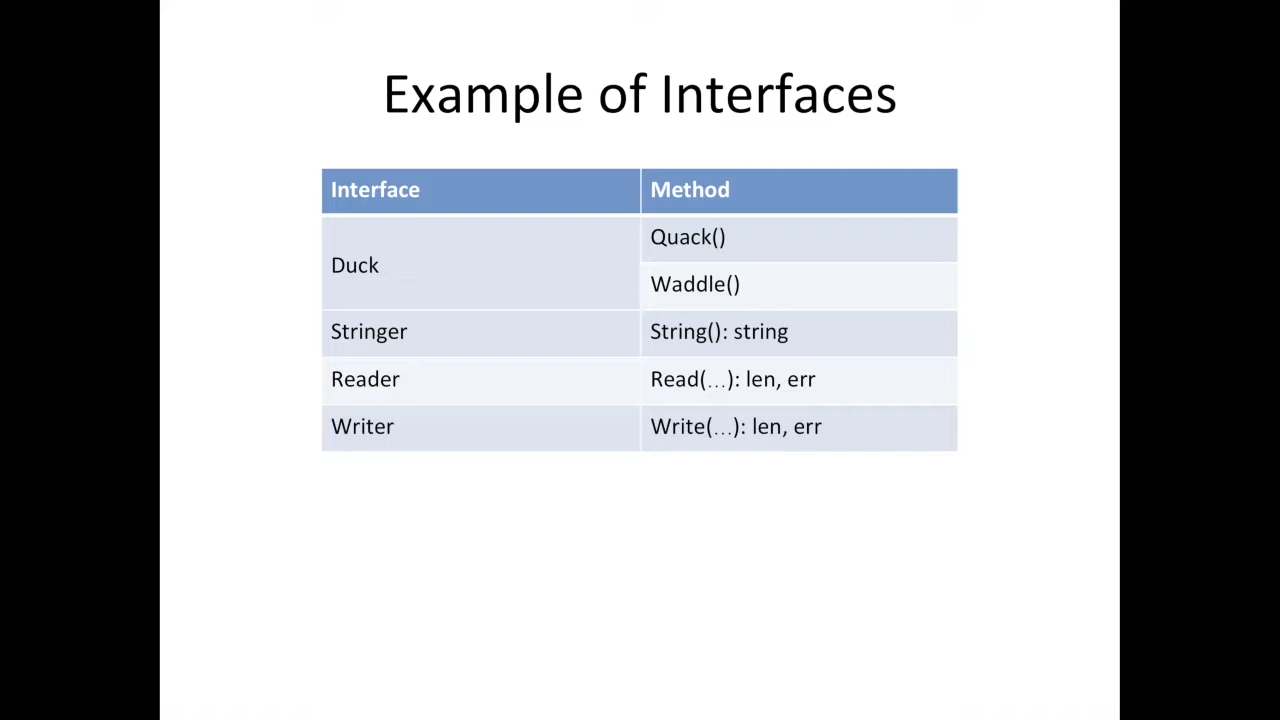 Example of Interfaces
Interface Method
Duck Quack()
Waddle()
Stringer String(): string
Reader Read(…): len, err
Writer Write(…): len, err